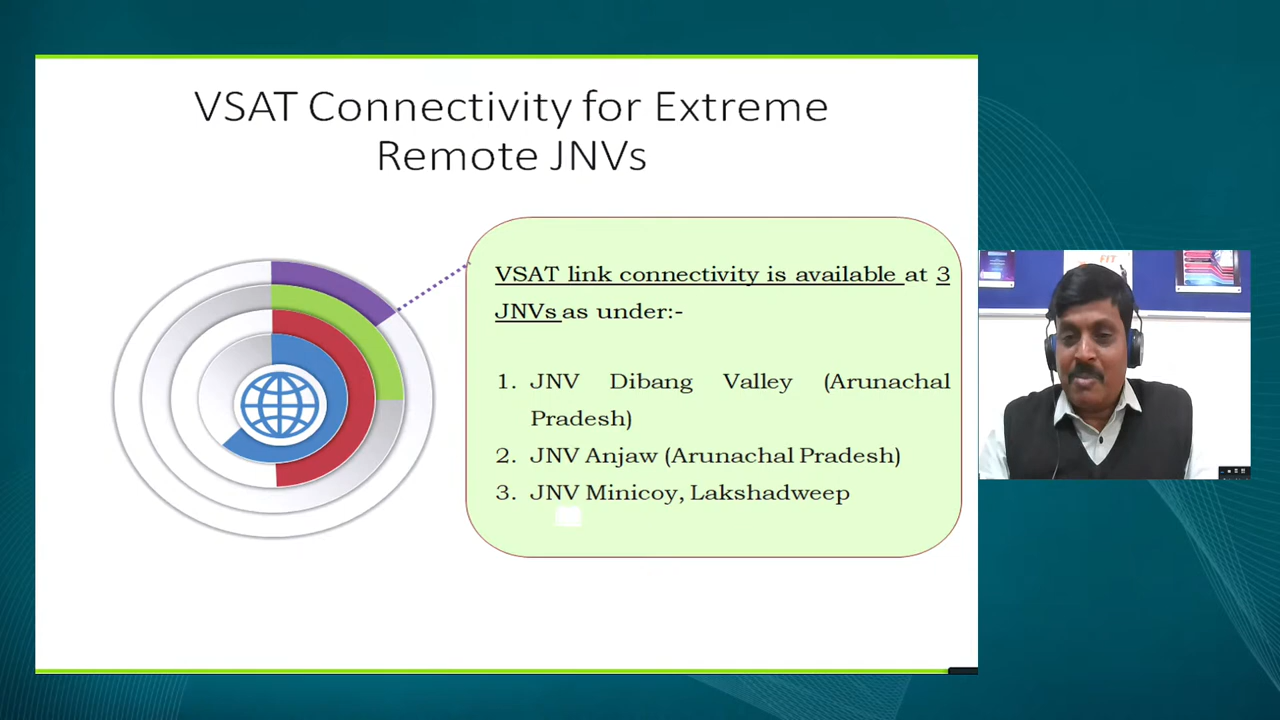 VSAT Connectivity for Extreme
Remote JNVs
VSAT link connectivity is available at 3
JNVs as under:-
1. JNV Dibang Valley (Arunachal
Pradesh)
2. JNV Anjaw (Arunachal Pradesh)
3. JNV Minicoy, Lakshadweep
FIT